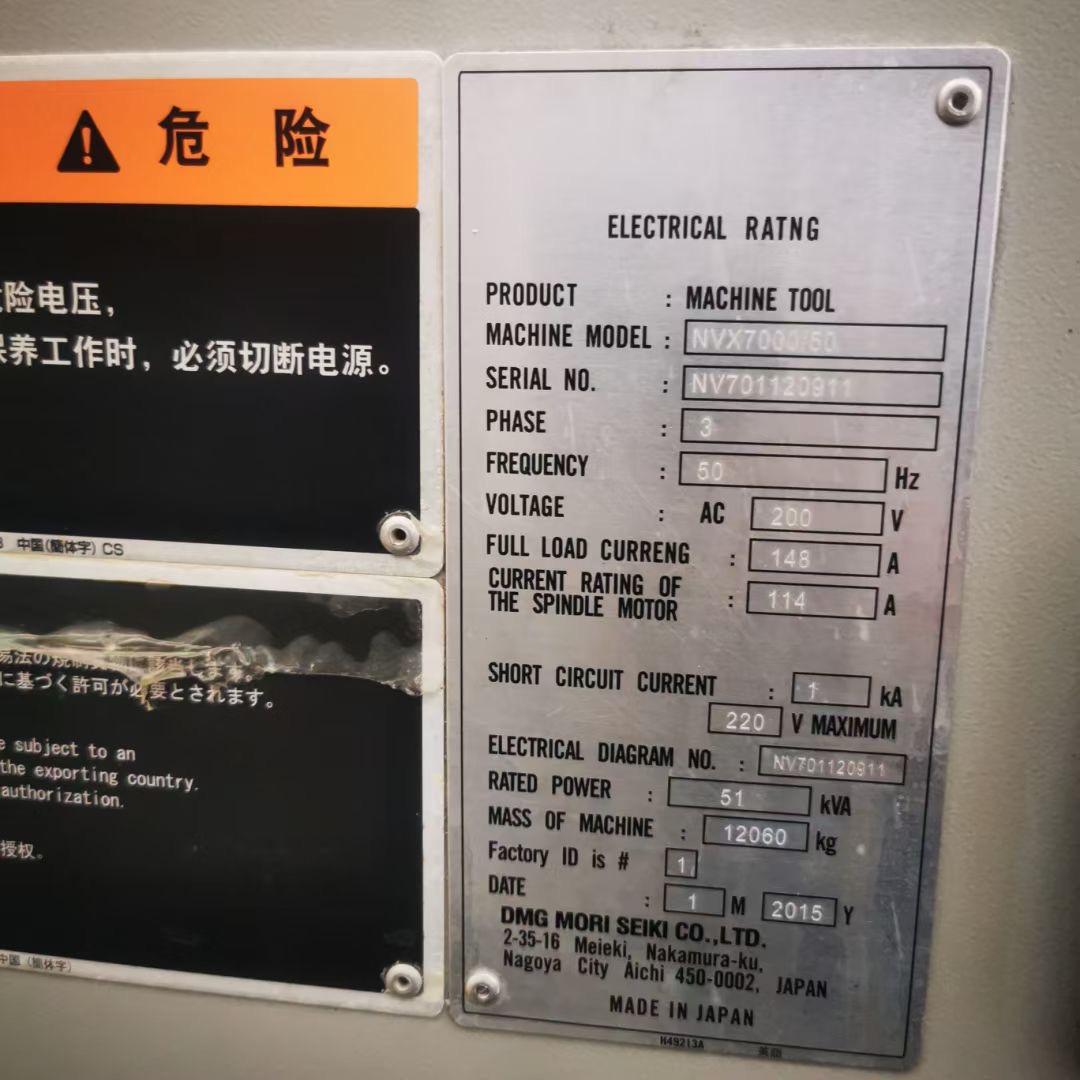 危险
险电压，
养工作时，必须切断电源。
中国(簡体字) CS
に基づく許可が必要とされます。
subject to an
the exporting country.
authorization.
授权。
中国 (簡体字)
ELECTRICAL RATNG
PRODUCT : MACHINE TOOL
MACHINE MODEL : NVX7000/50
SERIAL NO. : NV701120911
PHASE : 3
FREQUENCY : 50 Hz
VOLTAGE : AC 200 V
FULL LOAD CURRENG : 148 A
CURRENT RATING OF
THE SPINDLE MOTOR : 114 A
SHORT CIRCUIT CURRENT : 1 kA
220 V MAXIMUM
ELECTRICAL DIAGRAM NO. : NV701120911
RATED POWER : 51 kVA
MASS OF MACHINE : 12060 kg
Factory ID is # 1
DATE : 1 M 2015 Y
DMG MORI SEIKI CO.,LTD.
2-35-16 Meieki, Nakamura-ku,
Nagoya City Aichi 450-0002, JAPAN
MADE IN JAPAN
H49213A